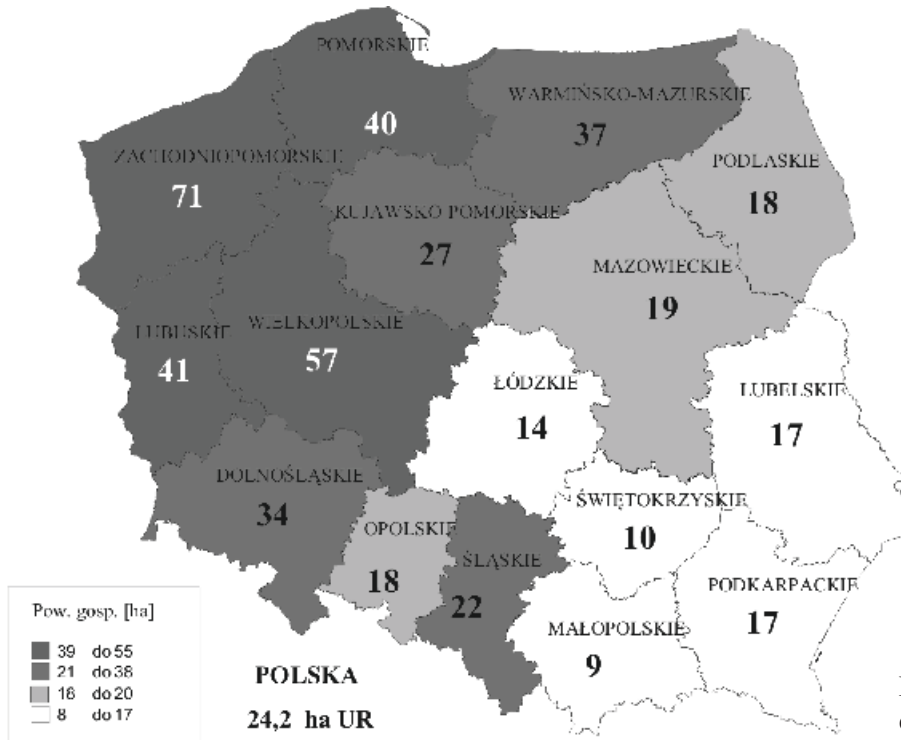 POMORSKIE
40
WARMIŃSKO-MAZURSKIE
37
ZACHODNIOPOMORSKIE
71
PODLASKIE
18
KUJAWSKO POMORSKIE
27
MAZOWIECKIE
19
LUBUSKIE
41
WIELKOPOLSKIE
57
ŁÓDZKIE
14
LUBELSKIE
17
DOLNOŚLĄSKIE
34
OPOLSKIE
18
ŚLĄSKIE
22
ŚWIĘTOKRZYSKIE
10
PODKARPACKIE
17
MAŁOPOLSKIE
9
Pow. gosp. [ha]
39 do 55
21 do 38
18 do 20
8 do 17
POLSKA
24,2 ha UR